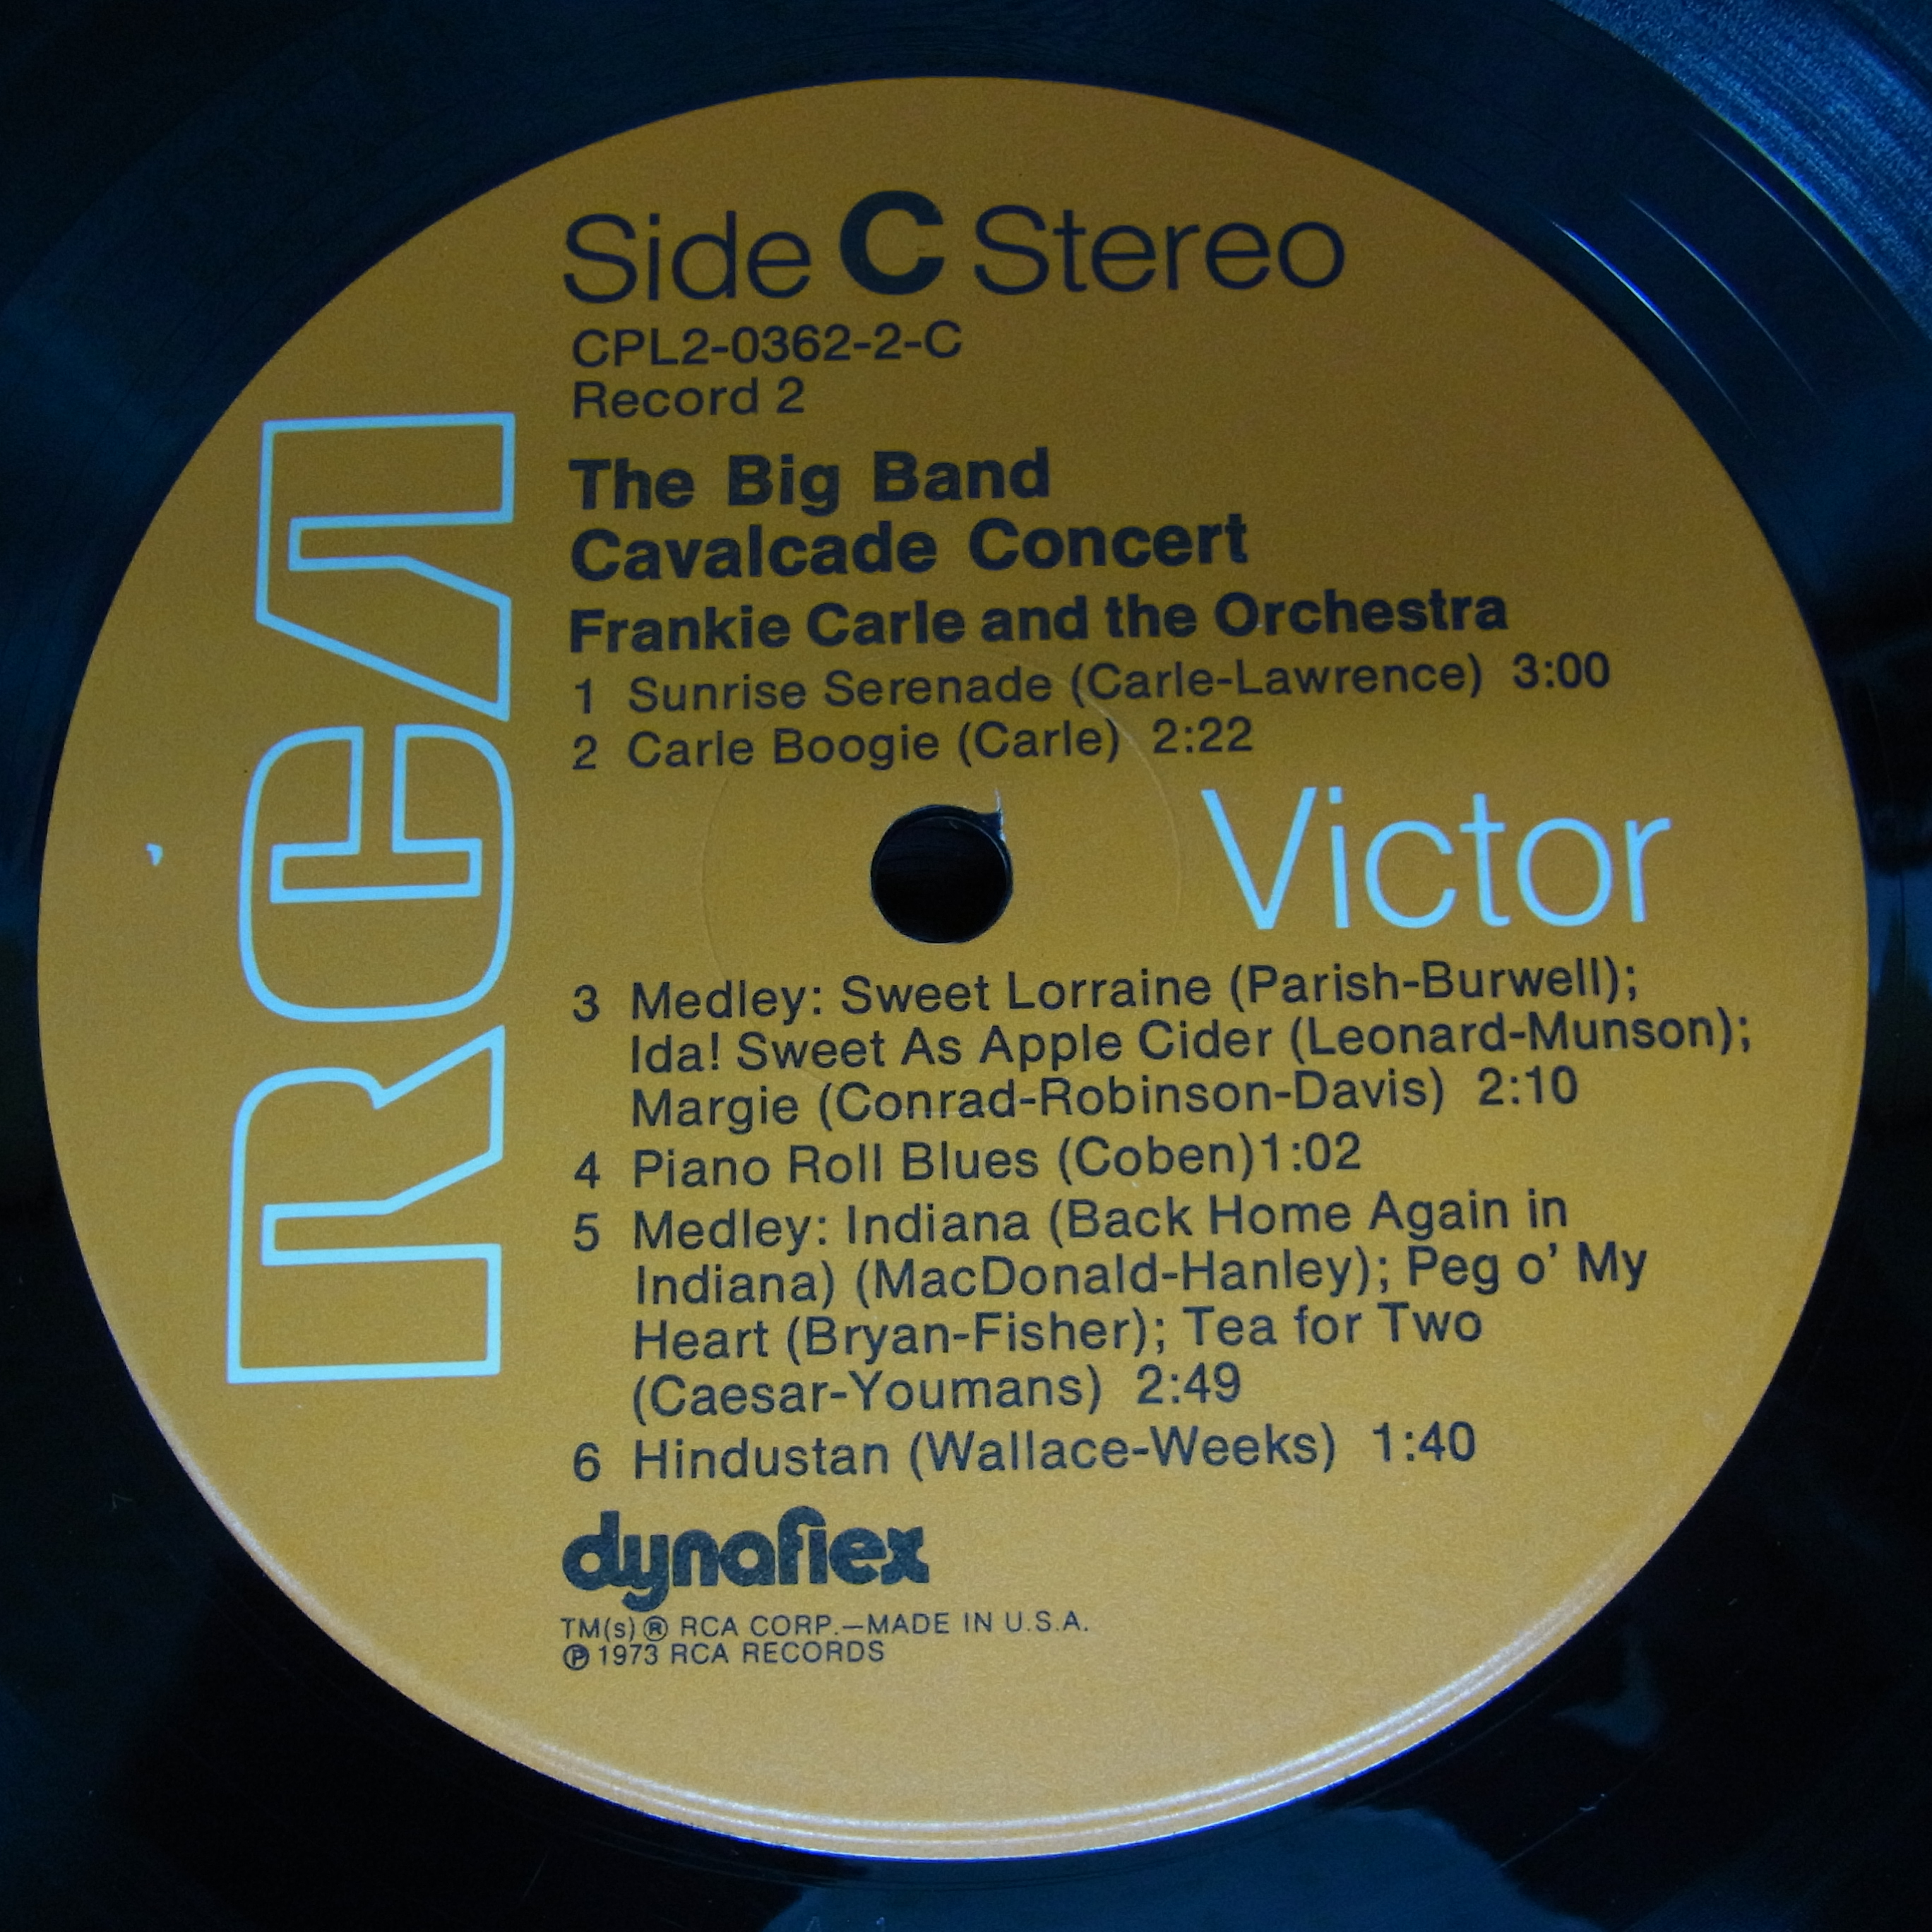 Side C Stereo
CPL2-0362-2-C
Record 2
The Big Band
Cavalcade Concert
Frankie Carle and the Orchestra
1 Sunrise Serenade (Carle-Lawrence) 3:00
2 Carle Boogie (Carle) 2:22
RCA
Victor
3 Medley: Sweet Lorraine (Parish-Burwell);
Ida! Sweet As Apple Cider (Leonard-Munson);
Margie (Conrad-Robinson-Davis) 2:10
4 Piano Roll Blues (Coben)1:02
5 Medley: Indiana (Back Home Again in
Indiana) (MacDonald-Hanley); Peg o' My
Heart (Bryan-Fisher); Tea for Two
(Caesar-Youmans) 2:49
6 Hindustan (Wallace-Weeks) 1:40
dynaflex
TM(s) ® RCA CORP.—MADE IN U.S.A.
℗ 1973 RCA RECORDS